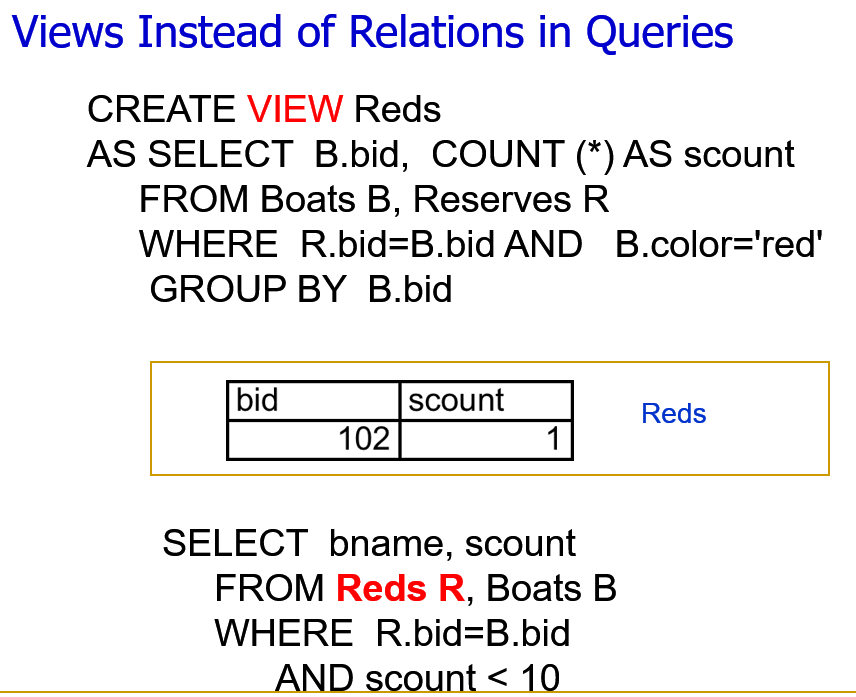 Views Instead of Relations in Queries
CREATE VIEW Reds
AS SELECT B.bid, COUNT (*) AS scount
FROM Boats B, Reserves R
WHERE R.bid=B.bid AND B.color='red'
GROUP BY B.bid
bid scount
102 1
Reds
SELECT bname, scount
FROM Reds R, Boats B
WHERE R.bid=B.bid
AND scount < 10